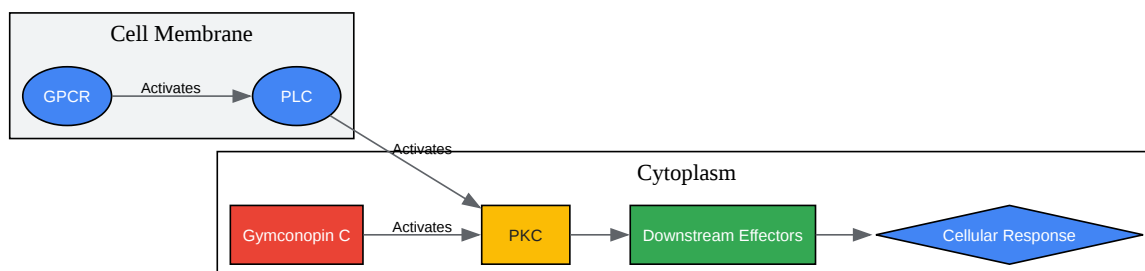 Cell Membrane
GPCR
Activates
PLC
Activates
Cytoplasm
Gymconopin C
Activates
PKC
Downstream Effectors
Cellular Response